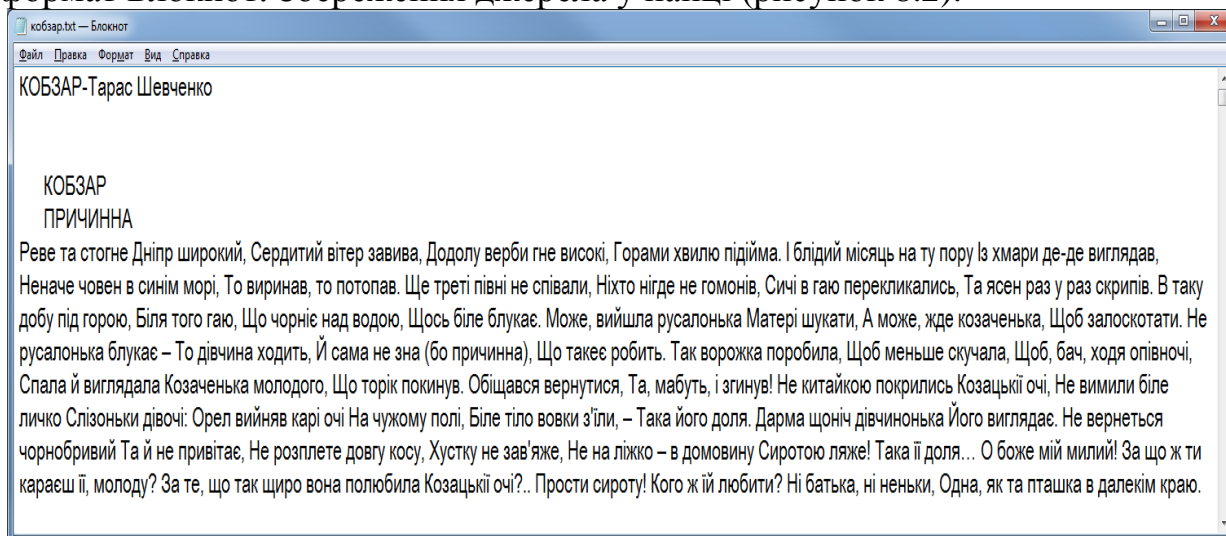 формат Блокнот. Збереження джерела у папці (рисунок 8.2).
кобзар.txt — Блокнот
Файл Правка Формат Вид Справка
КОБЗАР-Тарас Шевченко
КОБЗАР
ПРИЧИННА
Реве та стогне Дніпр широкий, Сердитий вітер завива, Додолу верби гне високі, Горами хвилю підійма. І блідий місяць на ту пору Із хмари де-де виглядав,
Неначе човен в синім морі, То виринав, то потопав. Ще треті півні не співали, Ніхто нігде не гомонів, Сичі в гаю перекликались, Та ясен раз у раз скрипів. В таку
добу під горою, Біля того гаю, Що чорніє над водою, Щось біле блукає. Може, вийшла русалонька Матері шукати, А може, жде козаченька, Щоб залоскотати. Не
русалонька блукає – То дівчина ходить, Й сама не зна (бо причинна), Що такеє робить. Так ворожка поробила, Щоб меньше скучала, Щоб, бач, ходя опівночі,
Спала й виглядала Козаченька молодого, Що торік покинув. Обіщався вернутися, Та, мабуть, і згинув! Не китайкою покрились Козацькії очі, Не вимили біле
личко Слізоньки дівочі: Орел вийняв карі очі На чужому полі, Біле тіло вовки з'їли, – Така його доля. Дарма щоніч дівчинонька Його виглядає. Не вернеться
чорнобривий Та й не привітає, Не розплете довгу косу, Хустку не зав'яже, Не на ліжко – в домовину Сиротою ляже! Така її доля… О боже мій милий! За що ж ти
караєш її, молоду? За те, що так щиро вона полюбила Козацькії очі?.. Прости сироту! Кого ж їй любити? Ні батька, ні неньки, Одна, як та пташка в далекім краю.